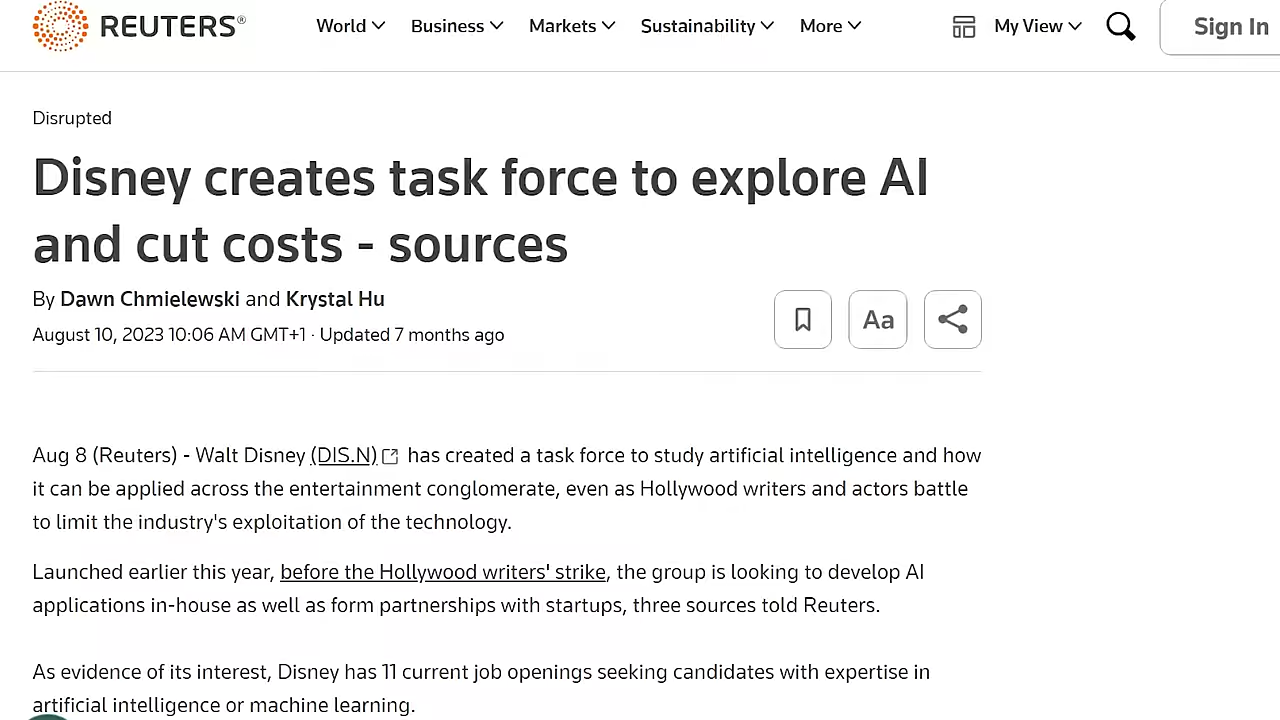 REUTERS®
World Business Markets Sustainability More My View Sign In
Disrupted
Disney creates task force to explore AI
and cut costs - sources
By Dawn Chmielewski and Krystal Hu
August 10, 2023 10:06 AM GMT+1 · Updated 7 months ago
Aa
Aug 8 (Reuters) - Walt Disney (DIS.N) has created a task force to study artificial intelligence and how
it can be applied across the entertainment conglomerate, even as Hollywood writers and actors battle
to limit the industry's exploitation of the technology.
Launched earlier this year, before the Hollywood writers' strike, the group is looking to develop AI
applications in-house as well as form partnerships with startups, three sources told Reuters.
As evidence of its interest, Disney has 11 current job openings seeking candidates with expertise in
artificial intelligence or machine learning.